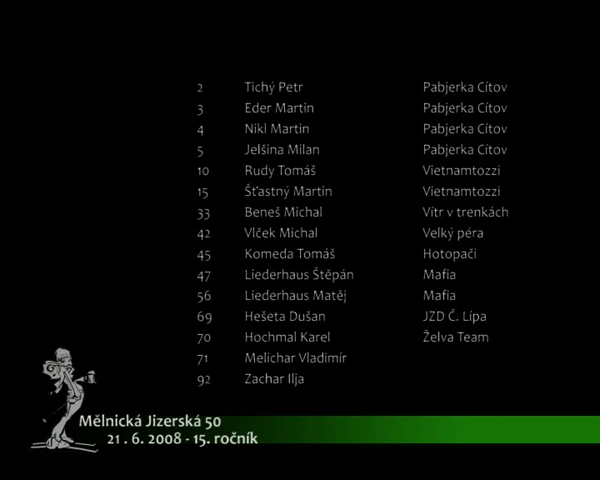 2 Tichý Petr Pabjerka Cítov
3 Eder Martin Pabjerka Cítov
4 Nikl Martin Pabjerka Cítov
5 Jelšina Milan Pabjerka Cítov
10 Rudy Tomáš Vietnamtozzi
15 Šťastný Martin Vietnamtozzi
33 Beneš Michal Vítr v trenkách
42 Vlček Michal Velký péra
45 Komeda Tomáš Hotopači
47 Liederhaus Štěpán Mafia
56 Liederhaus Matěj Mafia
69 Hešeta Dušan JZD Č. Lípa
70 Hochmal Karel Želva Team
71 Melichar Vladimír
92 Zachar Ilja
Mělnická Jizerská 50
21 . 6. 2008 - 15. ročník